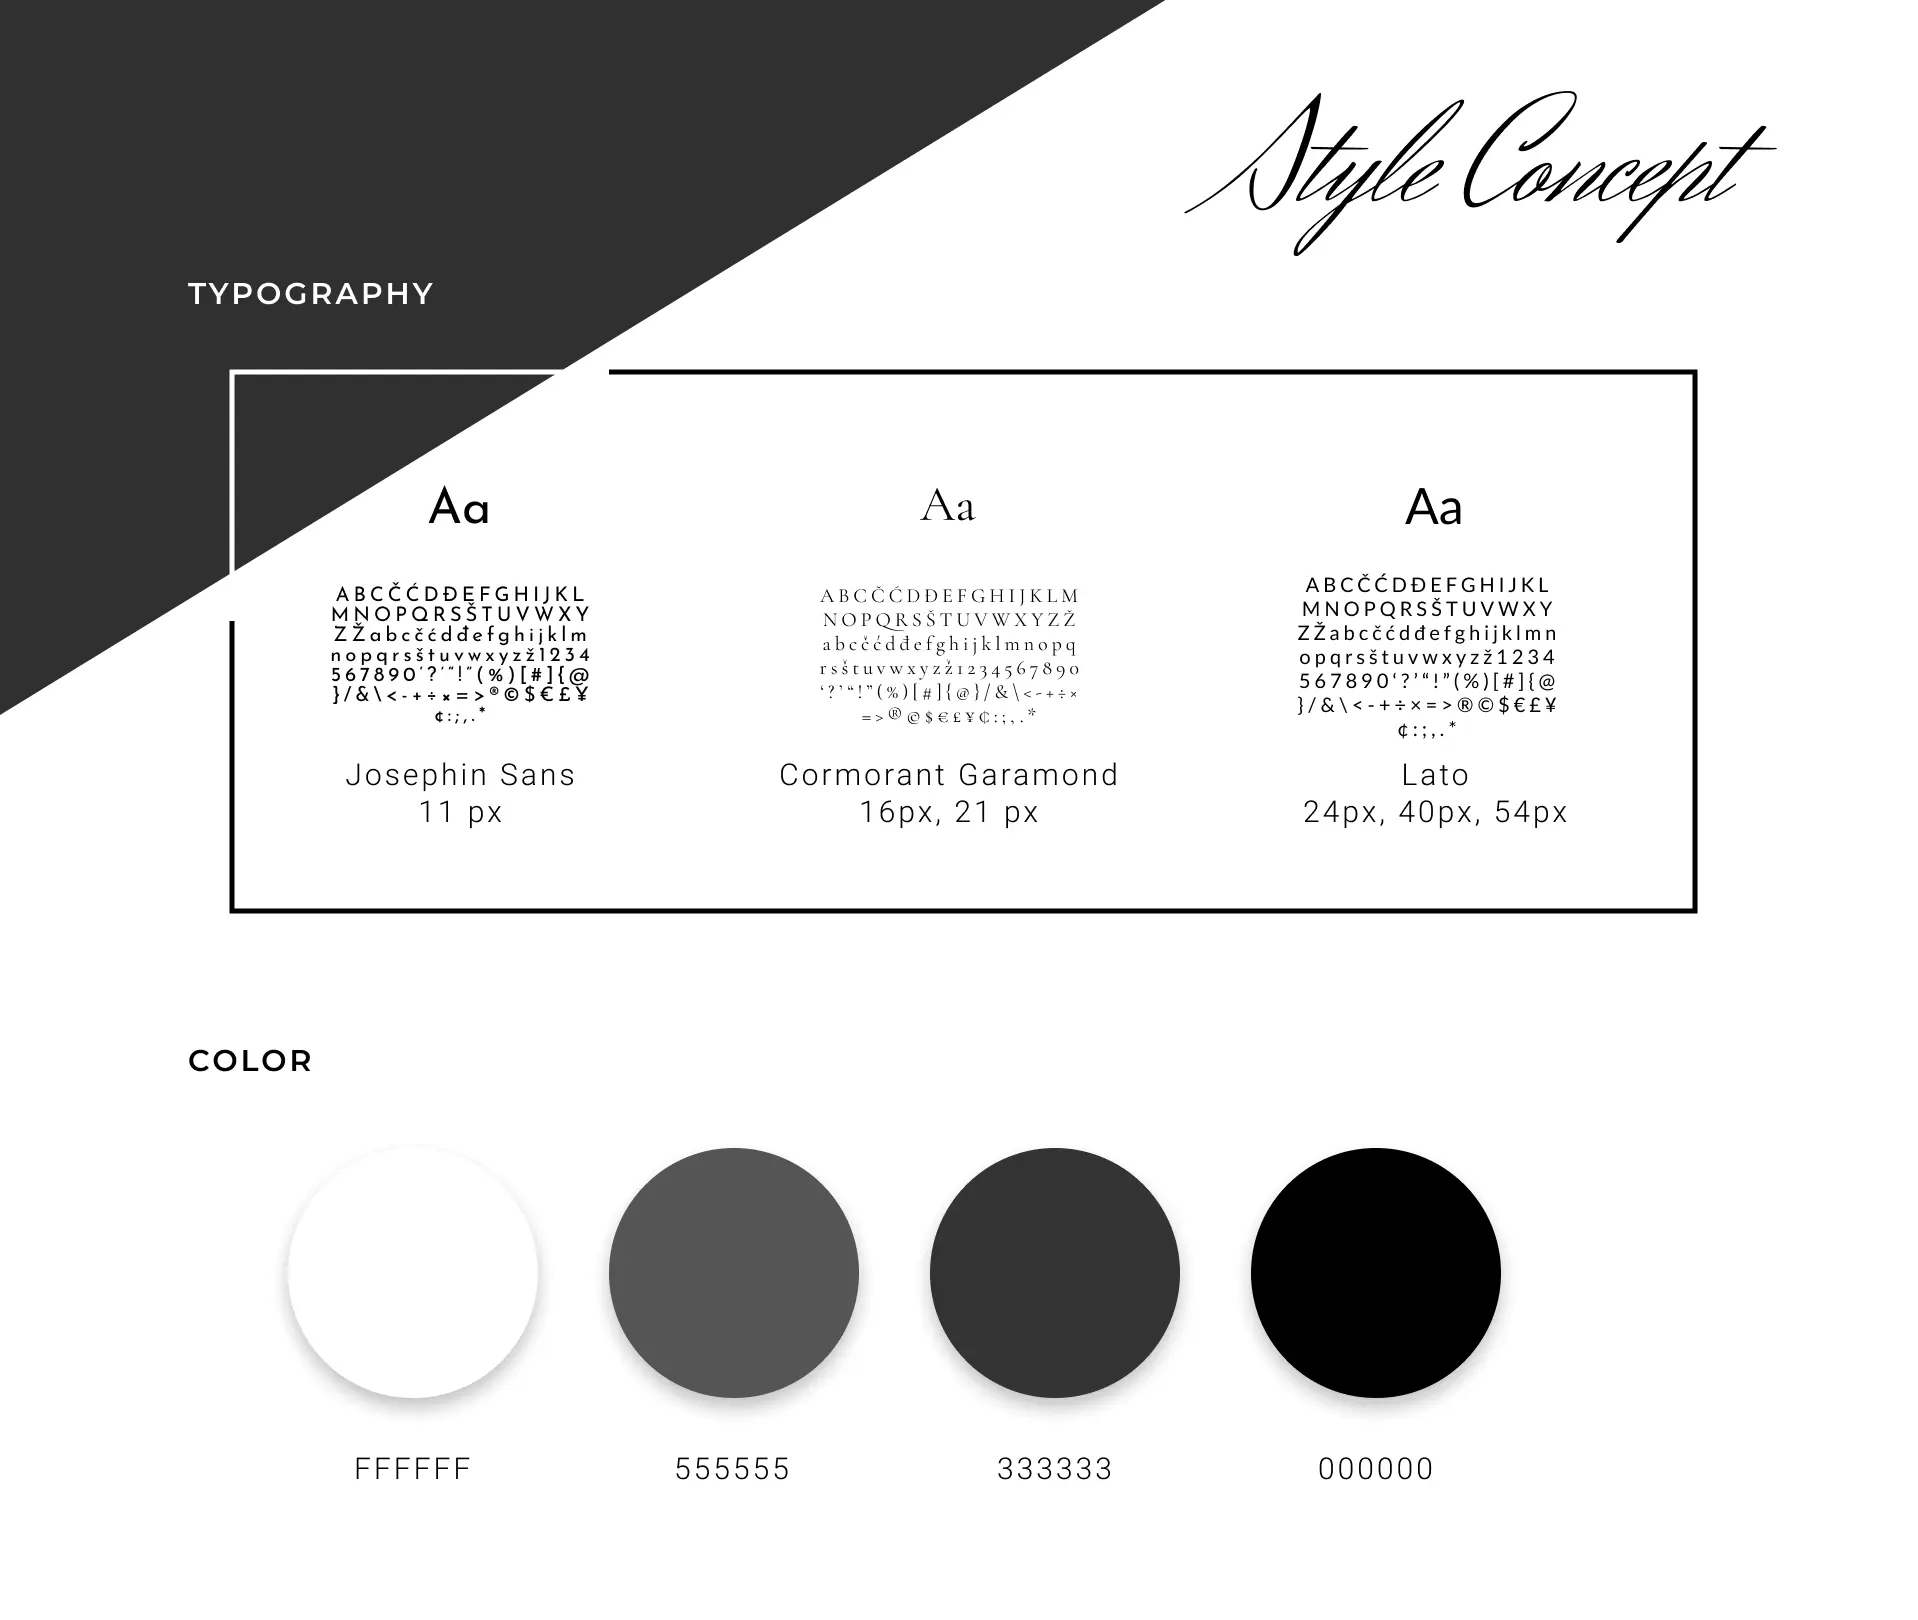 Style Concept
TYPOGRAPHY
Aa
ABCČĆDĐEFGHIJKL
MNOPQRSŠTUVWXY
ZŽabcčćdđefghijklm
nopqrsštuvwxyzž1234
567890‘?’“!”(%)[#]{@
}/&\<-+÷×=>®©$€£¥
¢:;,.*
Josephin Sans
11 px
Aa
ABCČĆDĐEFGHIJKLM
NOPQRSŠTUVWXYZŽ
abcčćdđefghijklmnopq
rsštuvwxyzž1234567890
‘?’“!”(%)[#]{@}/&\<-+÷×
=>®©$€£¥¢:;,.*
Cormorant Garamond
16px, 21 px
Aa
ABCČĆDĐEFGHIJKL
MNOPQRSŠTUVWXY
ZŽabcčćdđefghijklmn
opqrsštuvwxyzž1234
567890‘?’“!”(%)[#]{@
}/&\<-+÷×=>®©$€£¥
¢:;,.*
Lato
24px, 40px, 54px
COLOR
FFFFFF
555555
333333
000000